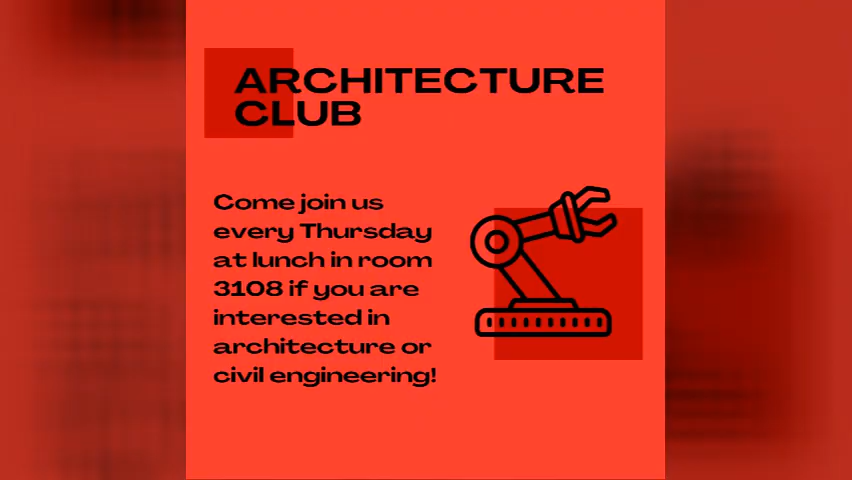 ARCHITECTURE
CLUB
Come join us
every Thursday
at lunch in room
3108 if you are
interested in
architecture or
civil engineering!